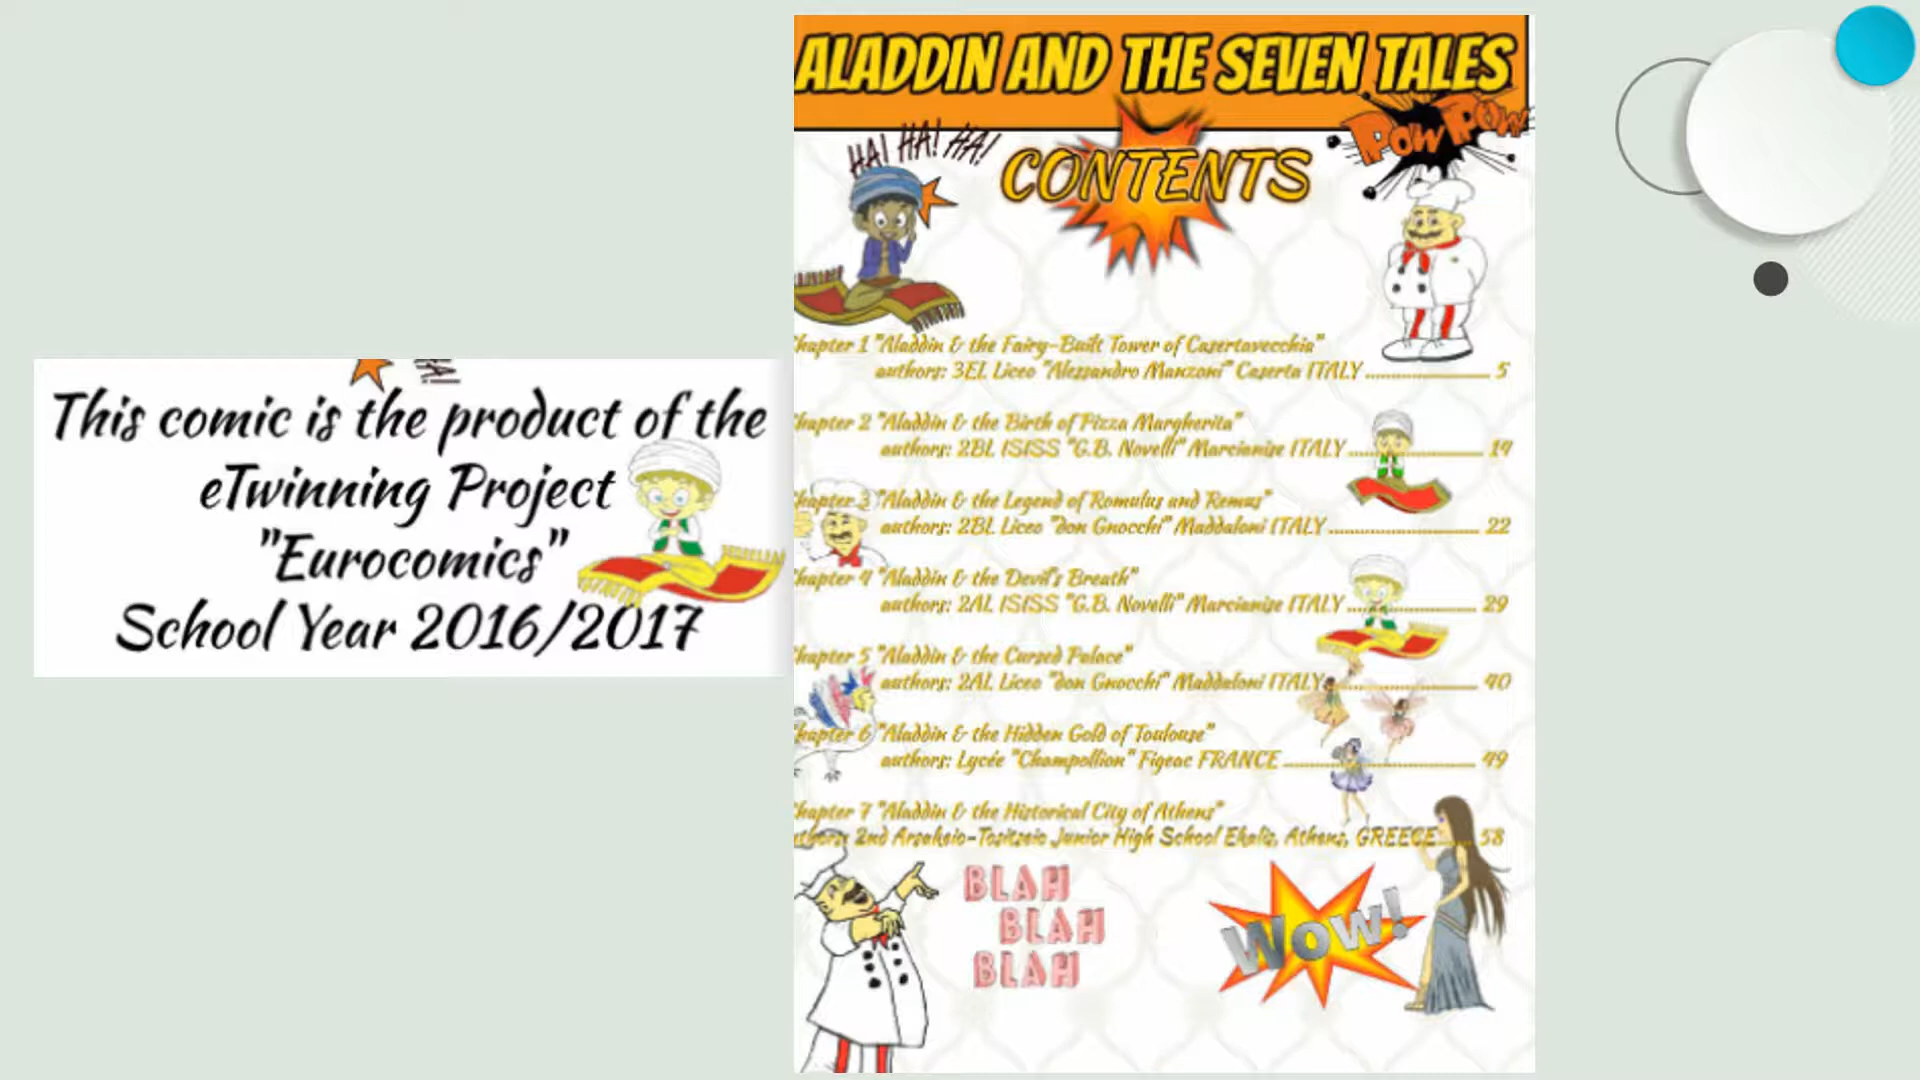 This comic is the product of the
eTwinning Project
"Eurocomics"
School Year 2016/2017
ALADDIN AND THE SEVEN TALES
POW POW
HA! HA! HA!
CONTENTS
hapter 1 "Aladdin & the Fairy-Built Tower of Casertavecchia"
authors: 3EL Liceo "Alessandro Manzoni" Caserta ITALY ........................ 5
hapter 2 "Aladdin & the Birth of Pizza Margherita"
authors: 2BL ISISS "G.B. Novelli" Marcianise ITALY ........................ 14
hapter 3 "Aladdin & the Legend of Romulus and Remus"
authors: 2BL Liceo "don Gnocchi" Maddaloni ITALY ........................ 22
hapter 4 "Aladdin & the Devil's Breath"
authors: 2AL ISISS "G.B. Novelli" Marcianise ITALY ........................ 29
hapter 5 "Aladdin & the Cursed Palace"
authors: 2AL Liceo "don Gnocchi" Maddaloni ITALY ........................ 40
hapter 6 "Aladdin & the Hidden Gold of Toulouse"
authors: Lycée "Champollion" Figeac FRANCE ........................ 49
hapter 7 "Aladdin & the Historical City of Athens"
2nd Arsakeio-Tositseio Junior High School Ekalis, Athens, GREECE ........ 58
BLAH
BLAH
BLAH
Wow!